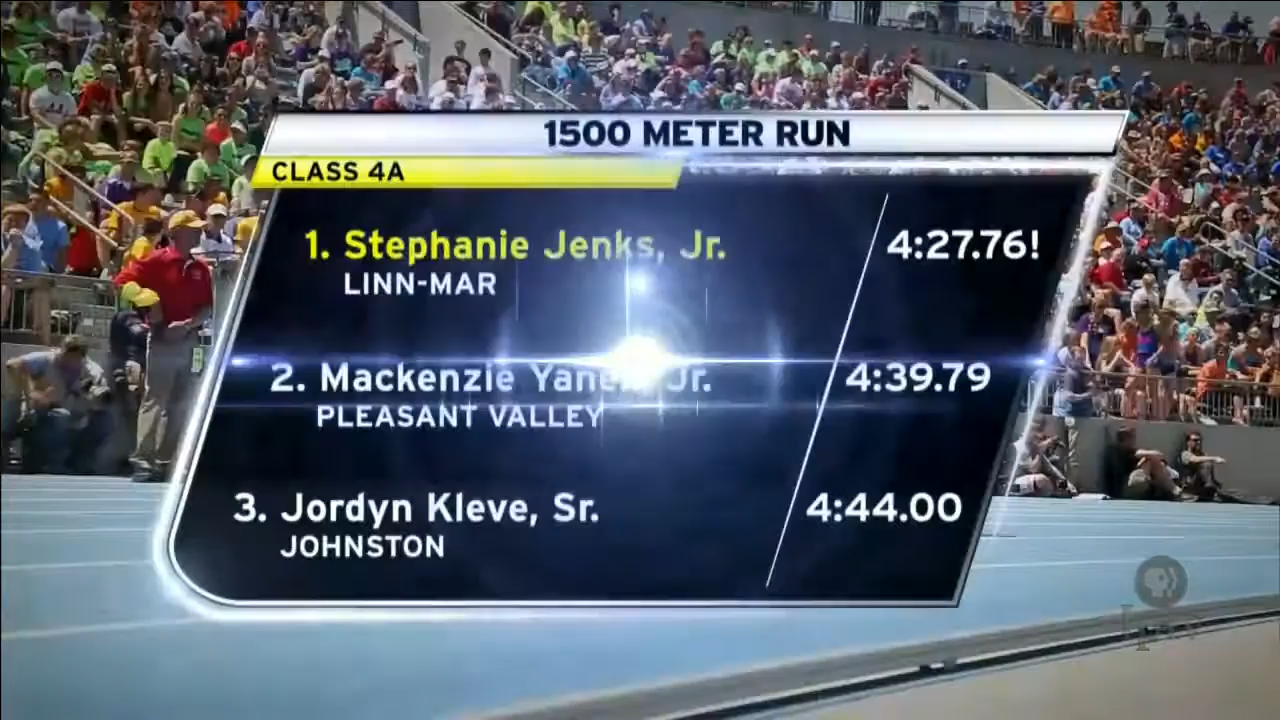 1500 METER RUN
CLASS 4A
1. Stephanie Jenks, Jr. 4:27.76!
LINN-MAR
2. Mackenzie Jr. 4:39.79
PLEASANT VALLEY
3. Jordyn Kleve, Sr. 4:44.00
JOHNSTON